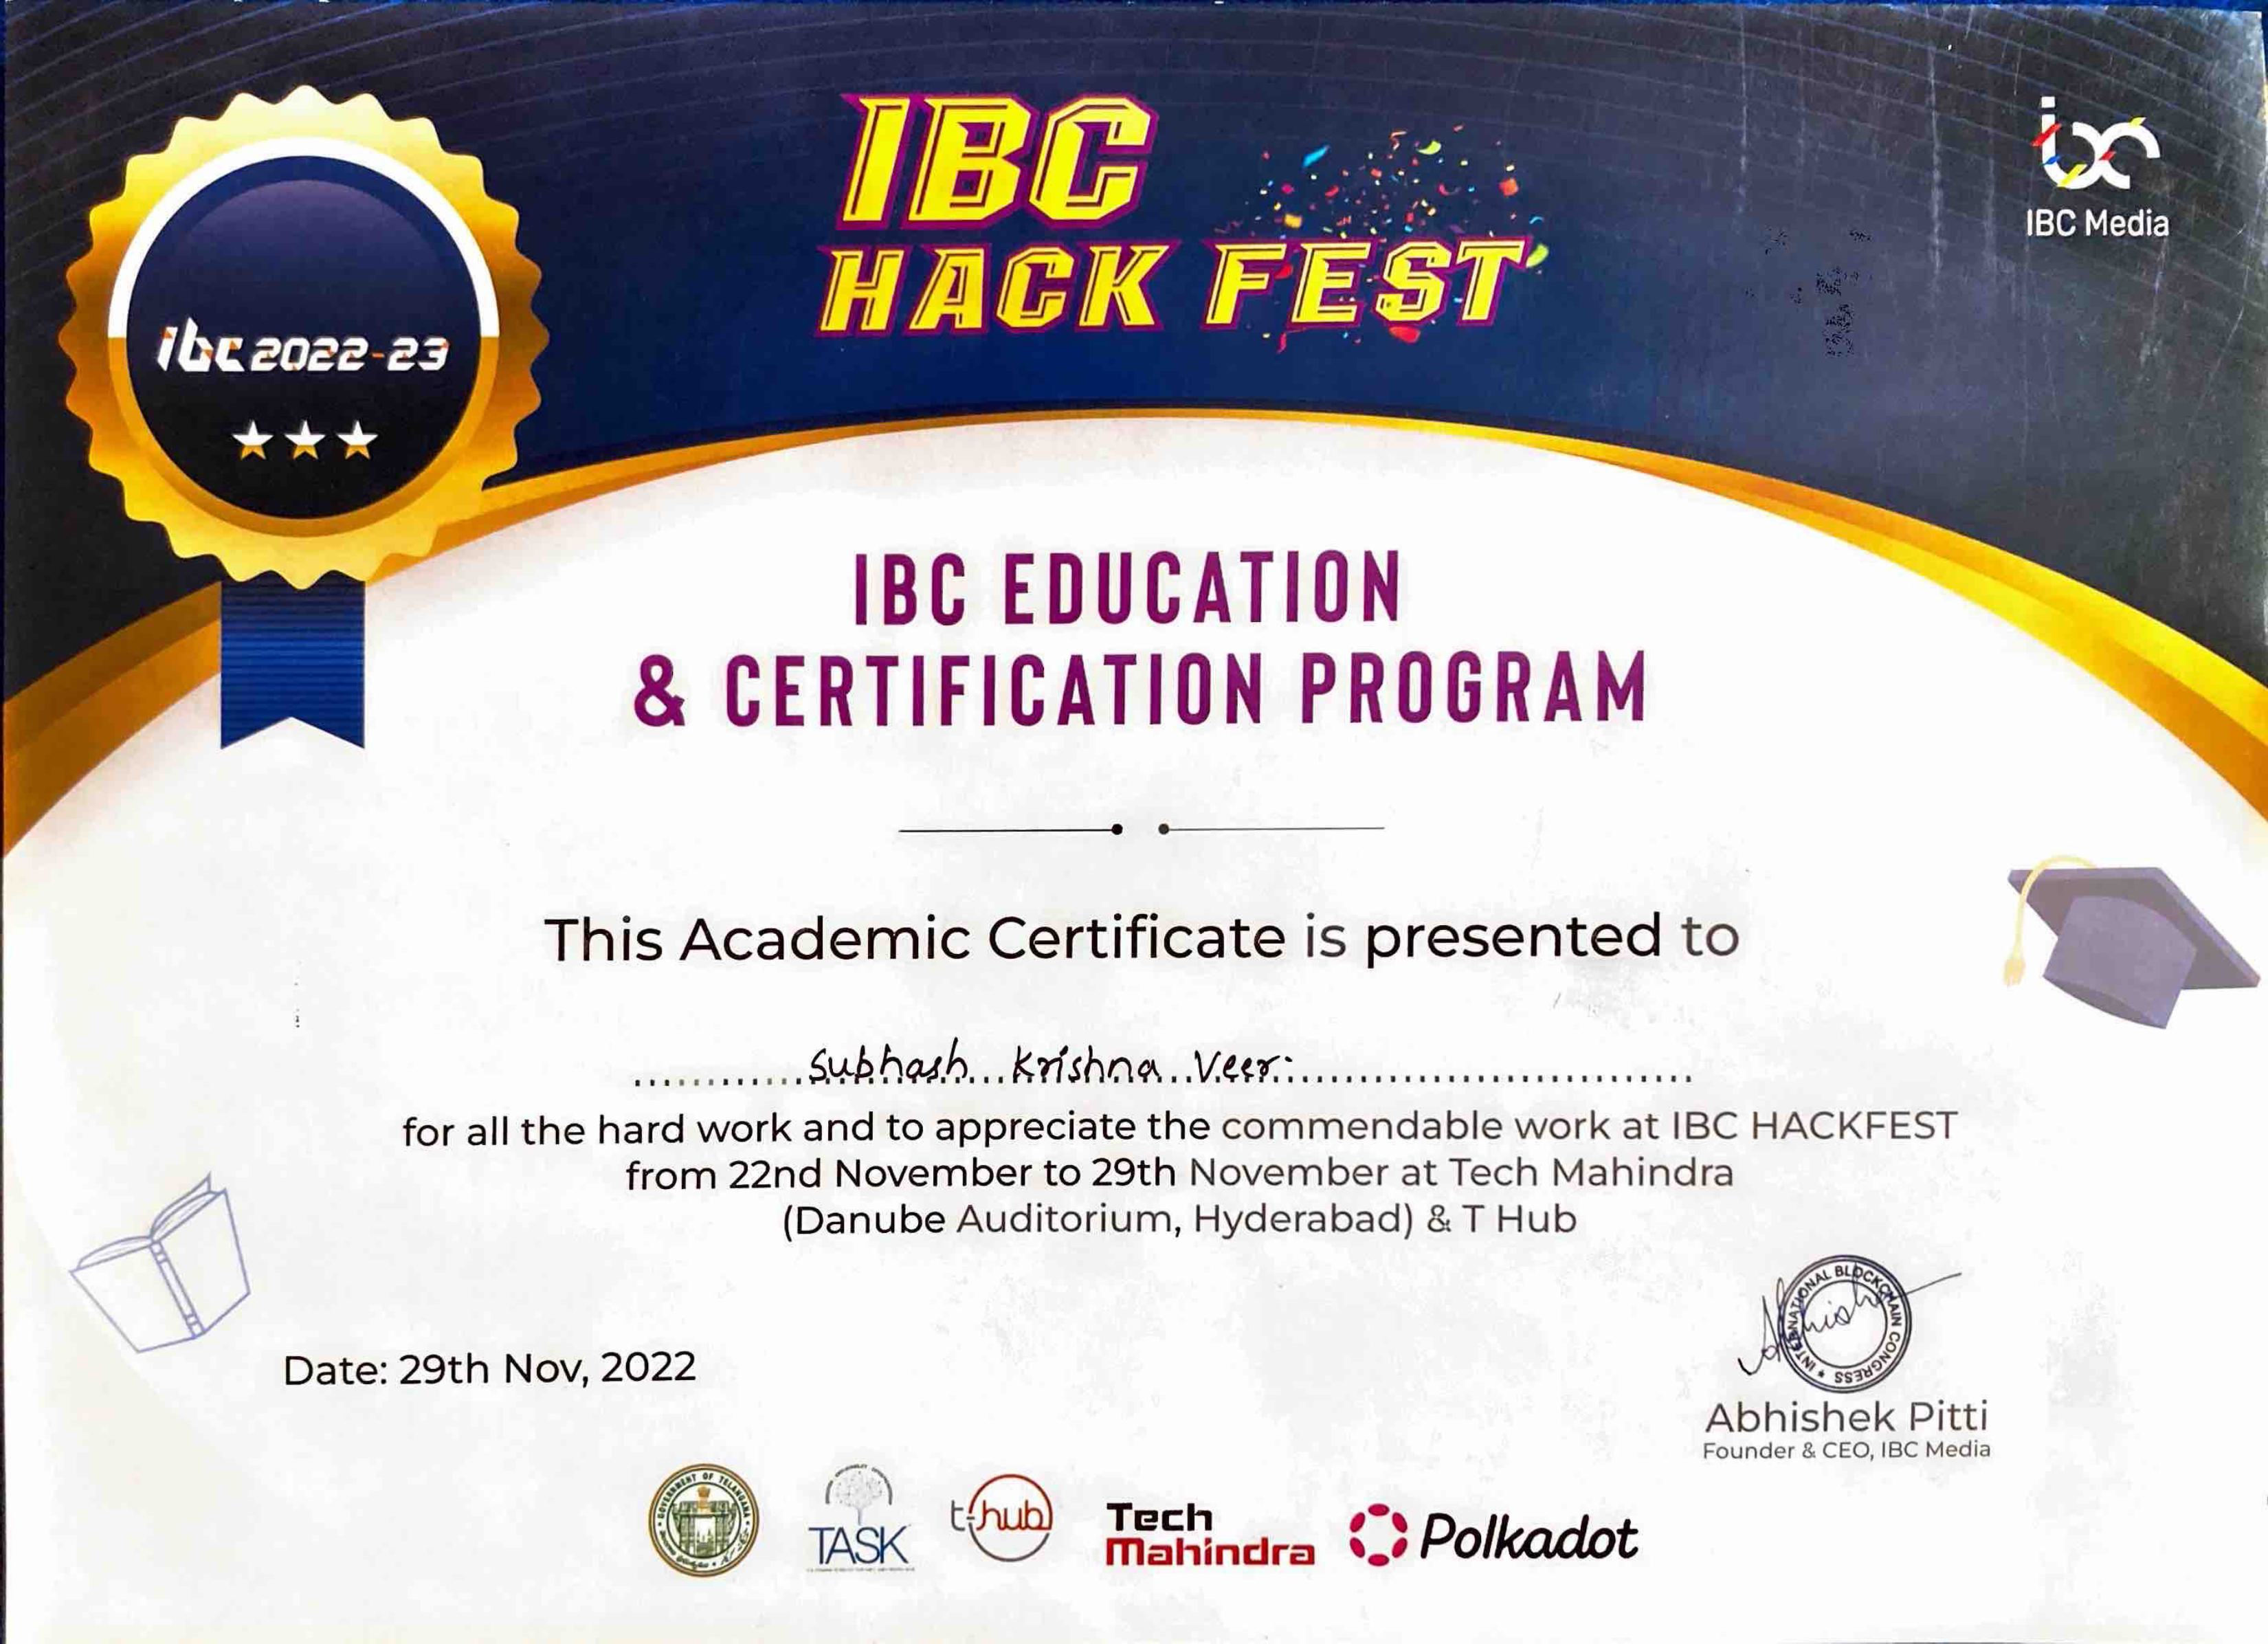 IBC
HACK FEST
IBC Media
ibc 2022-23
IBC EDUCATION
& CERTIFICATION PROGRAM
This Academic Certificate is presented to
Subhash Krishna Veer
for all the hard work and to appreciate the commendable work at IBC HACKFEST
from 22nd November to 29th November at Tech Mahindra
(Danube Auditorium, Hyderabad) & T Hub
Date: 29th Nov, 2022
INTERNATIONAL BLOCKCHAIN CONGRESS
Abhishek Pitti
Founder & CEO, IBC Media
GOVERNMENT OF TELANGANA
TASK
t-hub
Tech
Mahindra
Polkadot